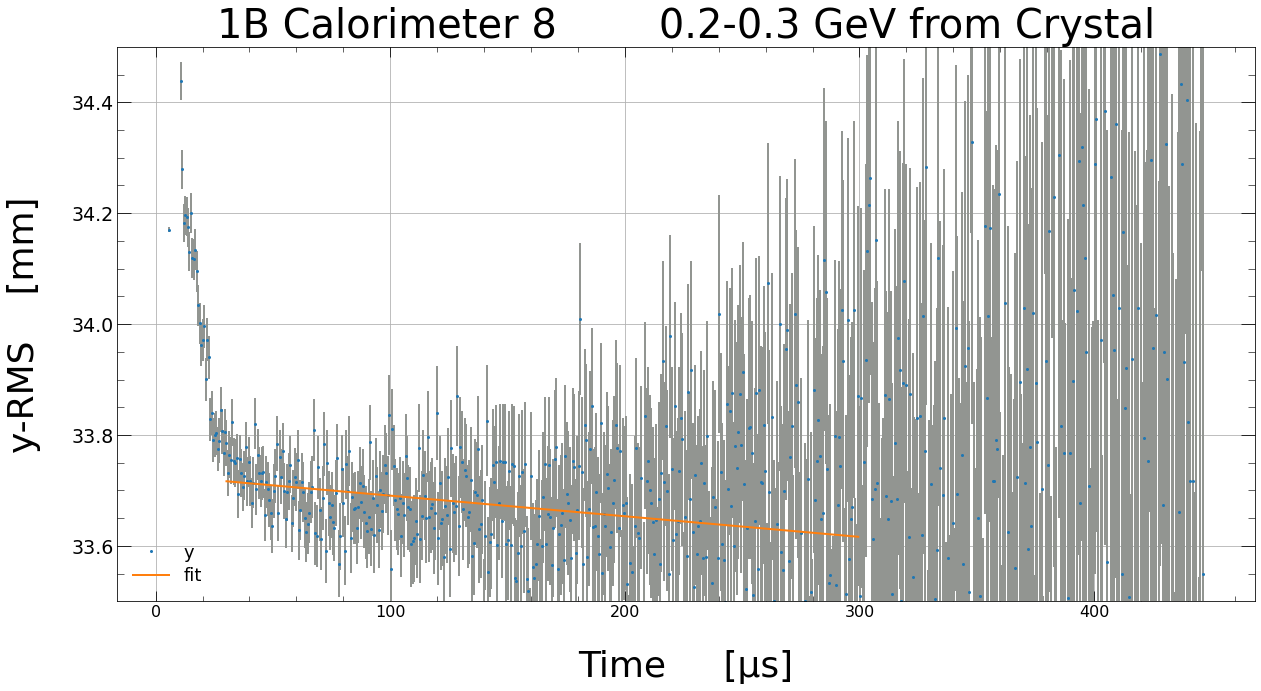 1B Calorimeter 8 0.2-0.3 GeV from Crystal
y-RMS [mm]
34.4
34.2
34.0
33.8
33.6
y
fit
0 100 200 300 400
Time [µs]